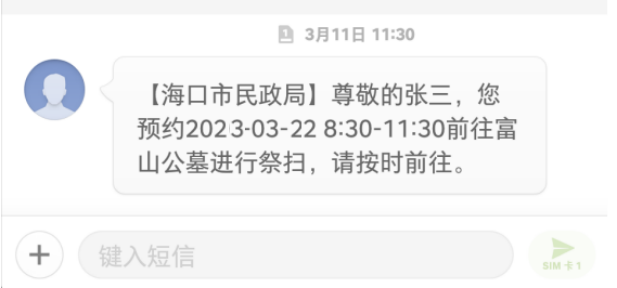 3月11日 11:30
【海口市民政局】尊敬的张三，您
预约2023-03-22 8:30-11:30前往富
山公墓进行祭扫，请按时前往。
键入短信
SIM 卡 1